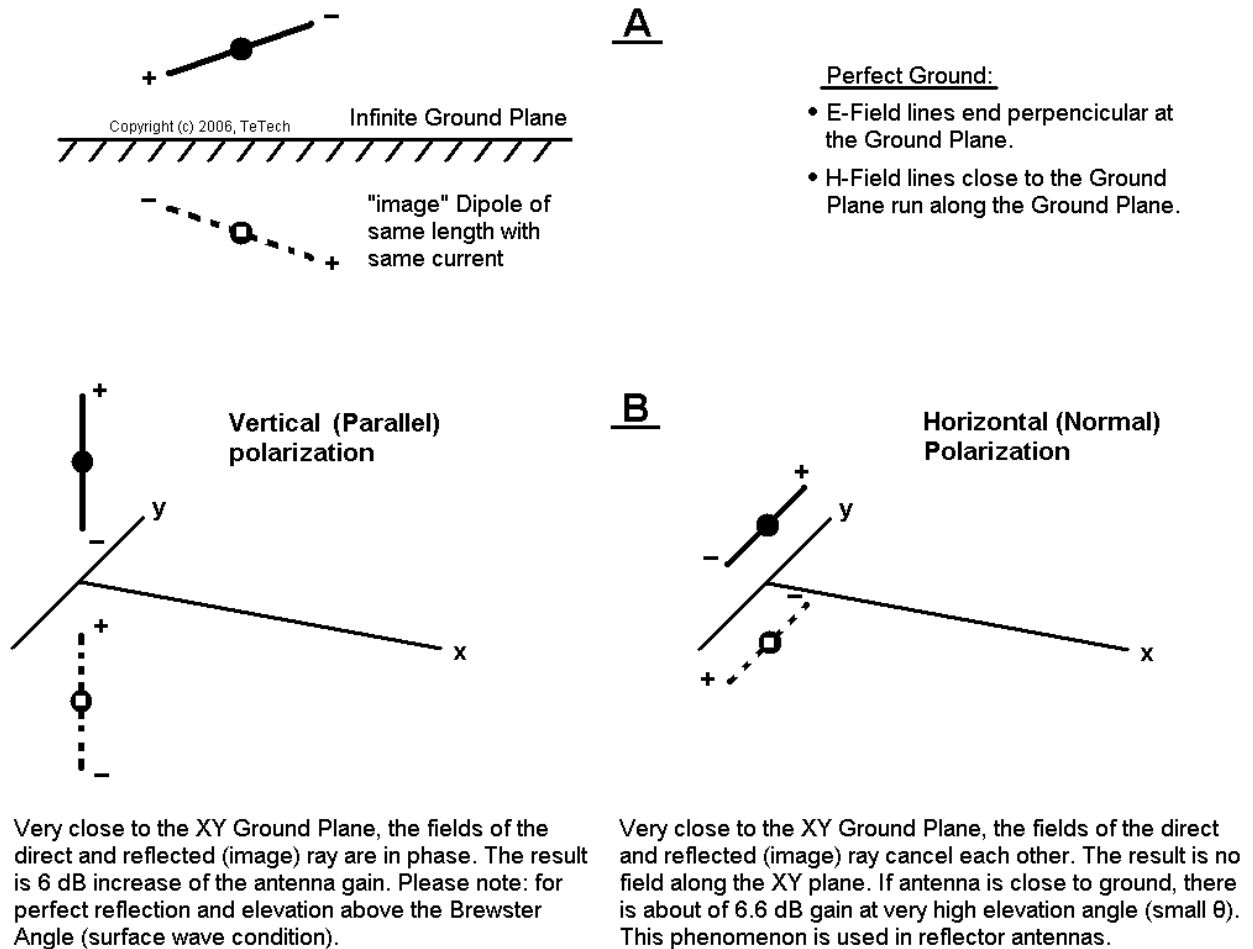 A
−
+
Perfect Ground:
• E-Field lines end perpencicular at
the Ground Plane.
• H-Field lines close to the Ground
Plane run along the Ground Plane.
Copyright (c) 2006, TeTech
Infinite Ground Plane
−
+
"image" Dipole of
same length with
same current
B
Vertical (Parallel)
polarization
+
−
y
x
+
−
Horizontal (Normal)
Polarization
+
−
y
x
−
+
Very close to the XY Ground Plane, the fields of the
direct and reflected (image) ray are in phase. The result
is 6 dB increase of the antenna gain. Please note: for
perfect reflection and elevation above the Brewster
Angle (surface wave condition).
Very close to the XY Ground Plane, the fields of the direct
and reflected (image) ray cancel each other. The result is no
field along the XY plane. If antenna is close to ground, there
is about of 6.6 dB gain at very high elevation angle (small θ).
This phenomenon is used in reflector antennas.